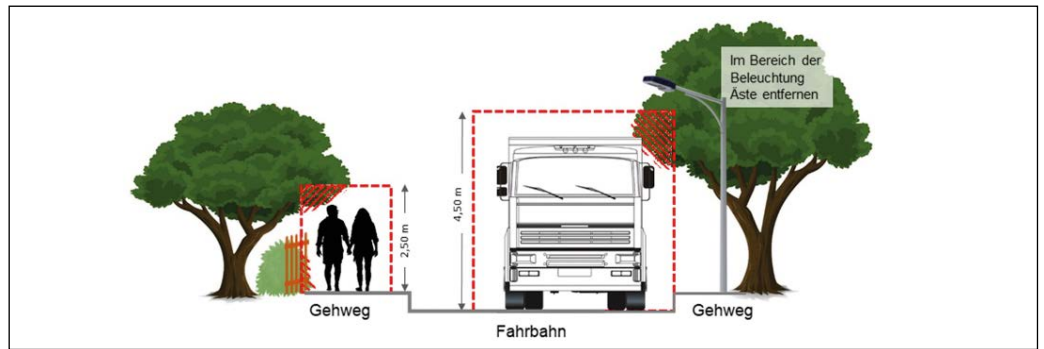 Im Bereich der
Beleuchtung
Äste entfernen
2,50 m
4,50 m
Gehweg
Fahrbahn
Gehweg